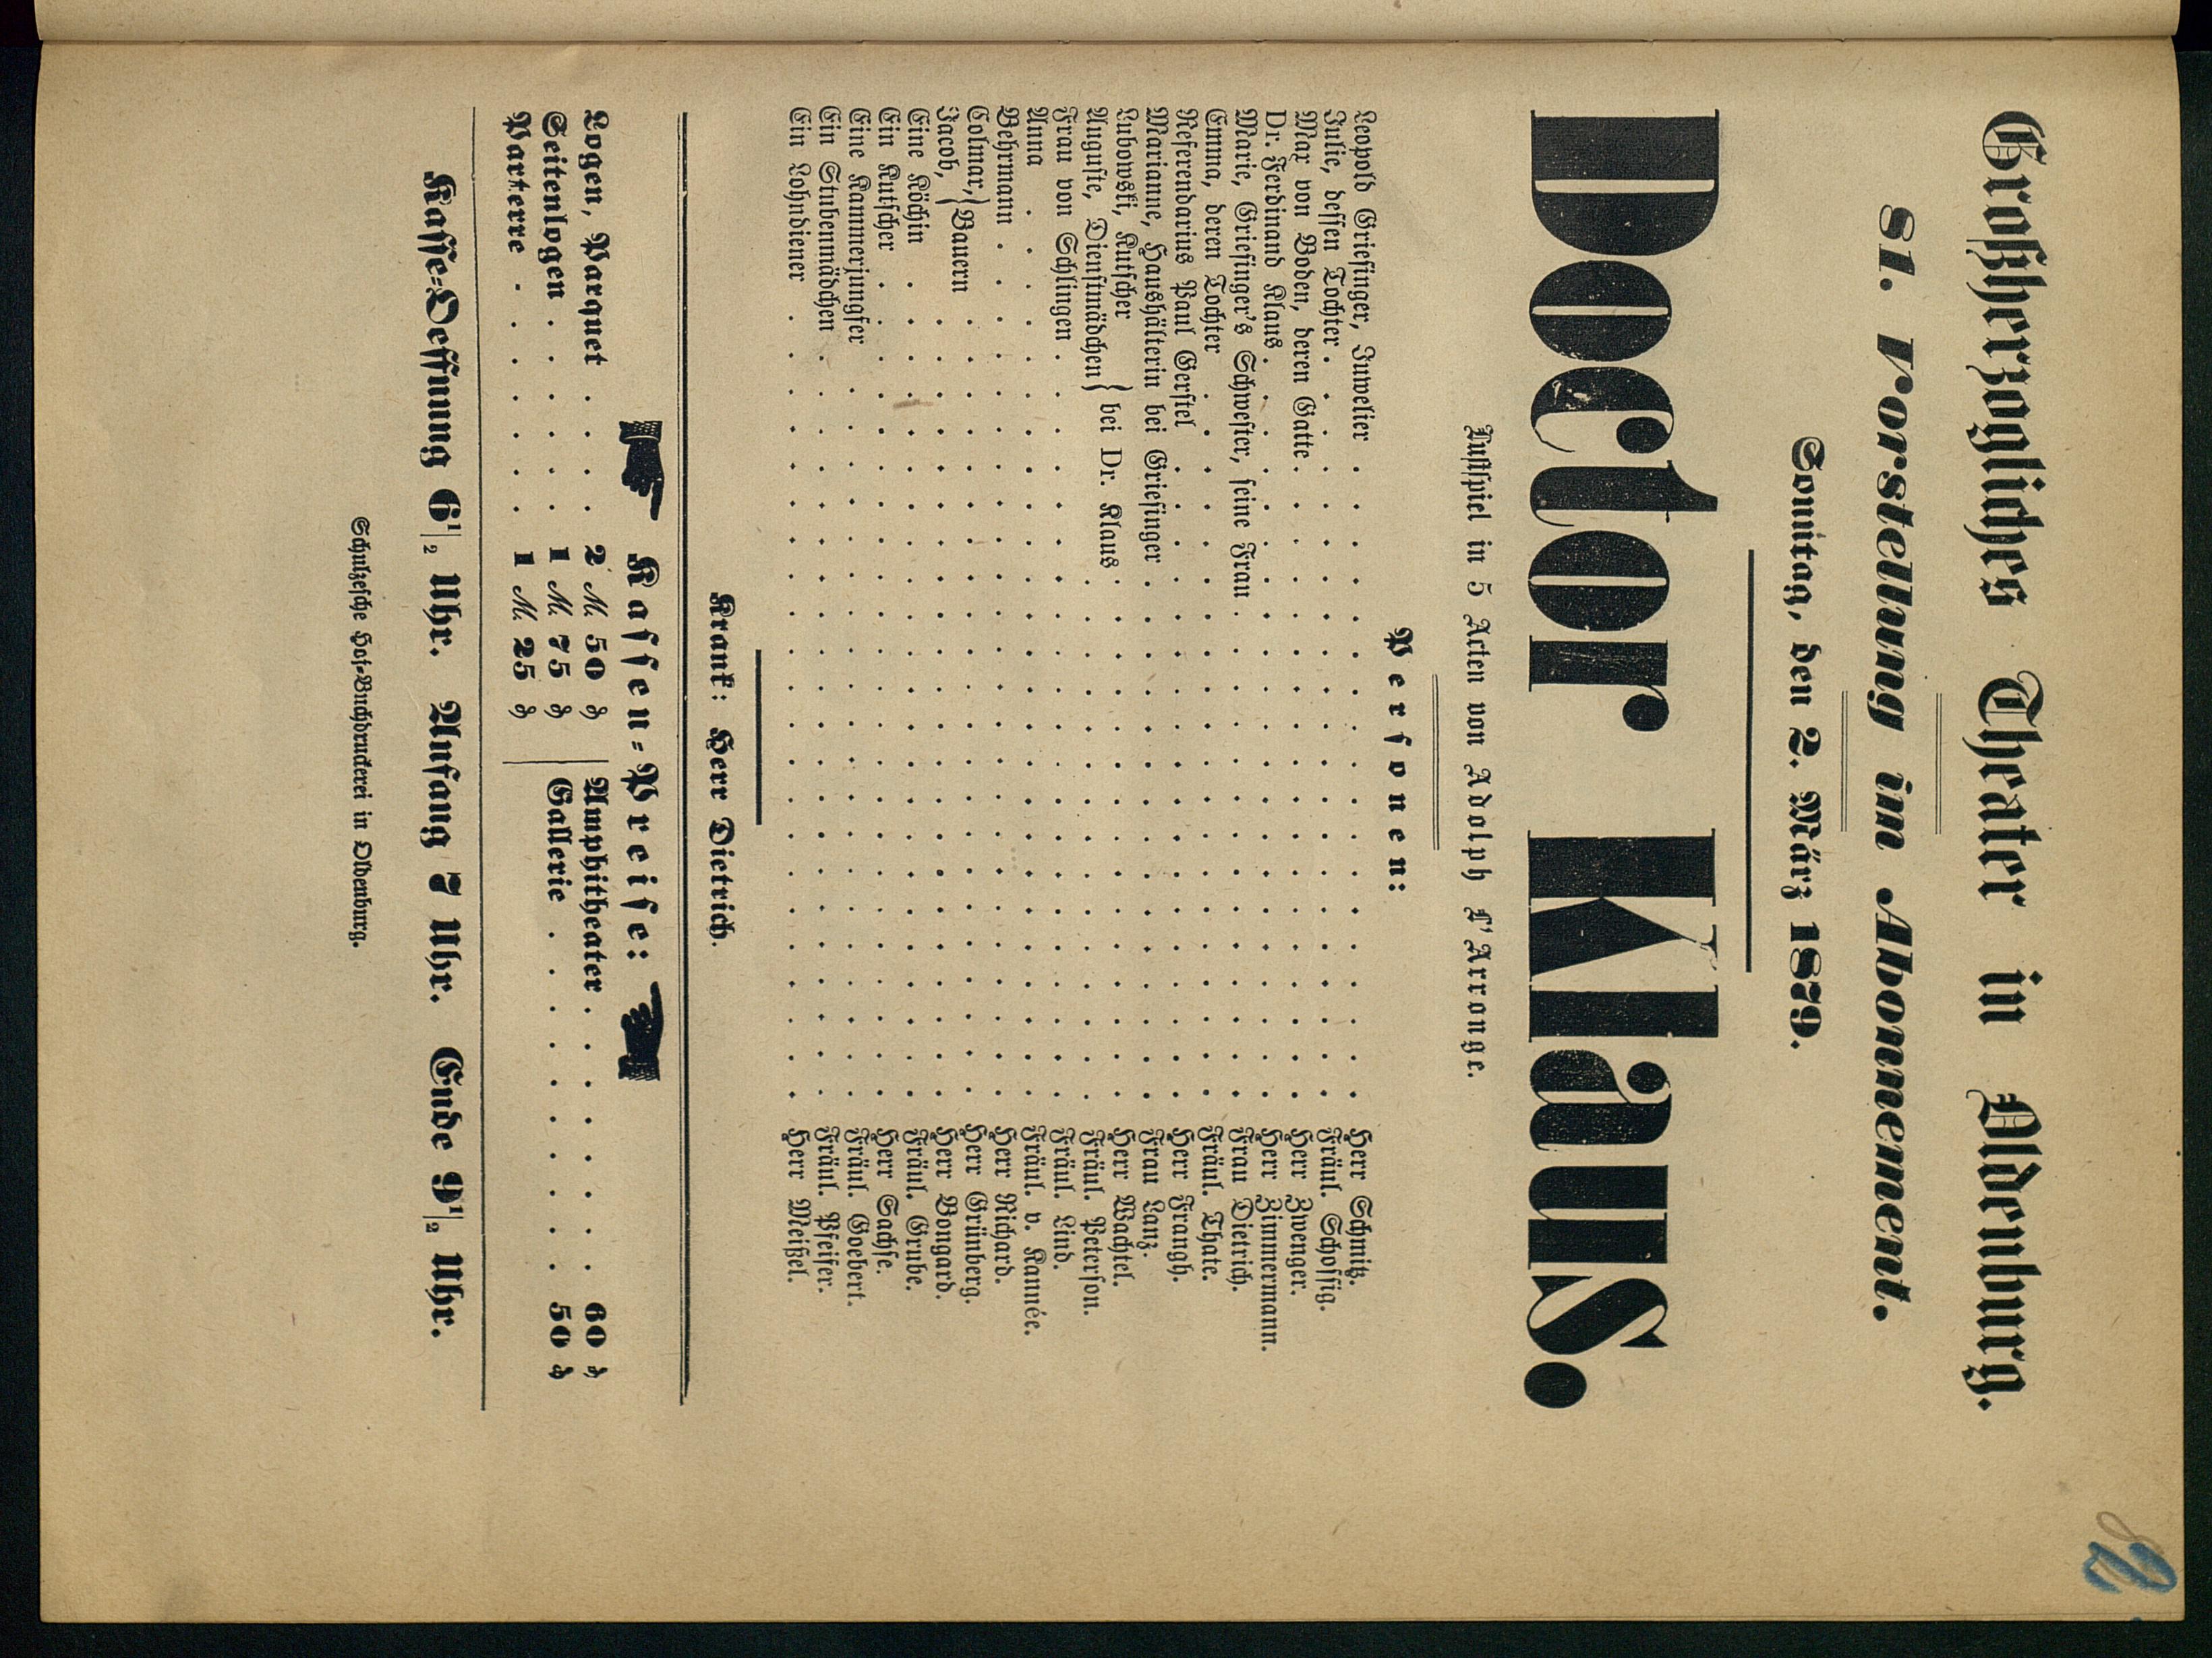 Großherzogliches Theater in Oldenburg.
81. Vorstellung im Abonnement.
Sonntag, den 2. März 1879.
Doctor Klaus.
Lustspiel in 5 Acten von Adolph L'Arronge.
Personen:
Leopold Griesinger, Juwelier . . . Herr Schmitz.
Julie, dessen Tochter . . . Fräul. Schossig.
Max von Boden, deren Gatte . . . Herr Zwenger.
Dr. Ferdinand Klaus . . . Herr Zimmermann.
Marie, Griesinger's Schwester, seine Frau . . . Frau Dietrich.
Emma, deren Tochter . . . Fräul. Thate.
Referendarius Paul Gerstel . . . Herr Frangh.
Marianne, Haushälterin bei Griesinger . . . Frau Lanz.
Lubowski, Kutscher } bei Dr. Klaus . . . Herr Wachtel.
Auguste, Dienstmädchen } . . . Fräul. Peterson.
Frau von Schlingen . . . Fräul. Lind.
Anna . . . Fräul. v. Kannée.
Behrmann . . . Herr Richard.
Colmar, { Bauern . . . Herr Grünberg.
Jacob, { . . . Herr Bongard.
Eine Köchin . . . Fräul. Grube.
Ein Kutscher . . . Herr Sachse.
Eine Kammerjungfer . . . Fräul. Goebert.
Ein Stubenmädchen . . . Fräul. Pfeifer.
Ein Lohndiener . . . Herr Meißel.
Krank: Herr Dietrich.
Kassen-Preise:
Logen, Parquet . . . 2 M. 50 ₰
Seitenlogen . . . 1 M. 75 ₰
Parterre . . . 1 M. 25 ₰
Amphitheater . . . 60 ₰
Gallerie . . . 50 ₰
Kasse-Oeffnung 6 1/2 Uhr. Anfang 7 Uhr. Ende 9 1/2 Uhr.
Schulzesche Hof-Buchdruckerei in Oldenburg.